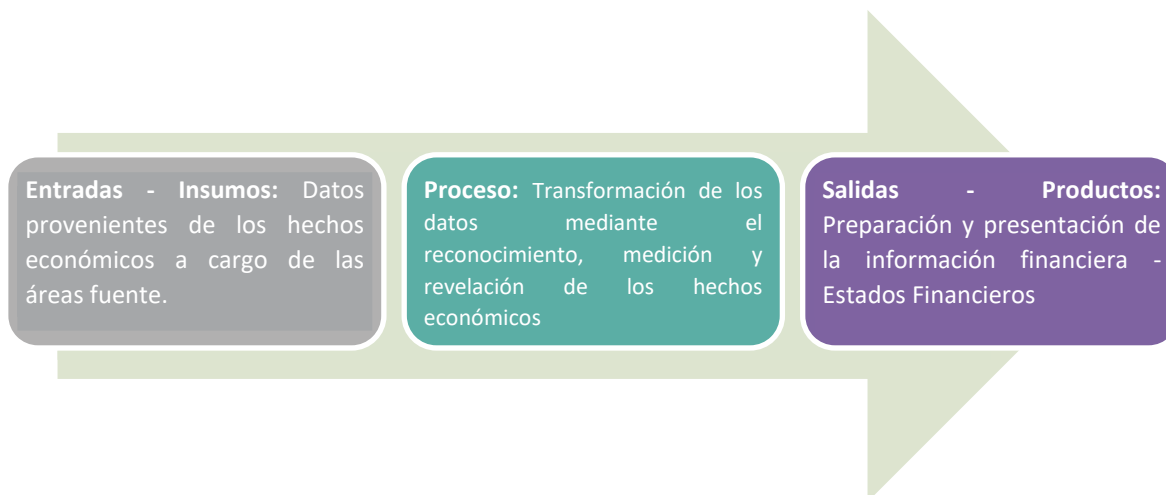 Entradas - Insumos: Datos
provenientes de los hechos
económicos a cargo de las
áreas fuente.
Proceso: Transformación de los
datos mediante el
reconocimiento, medición y
revelación de los hechos
económicos
Salidas - Productos:
Preparación y presentación de
la información financiera -
Estados Financieros